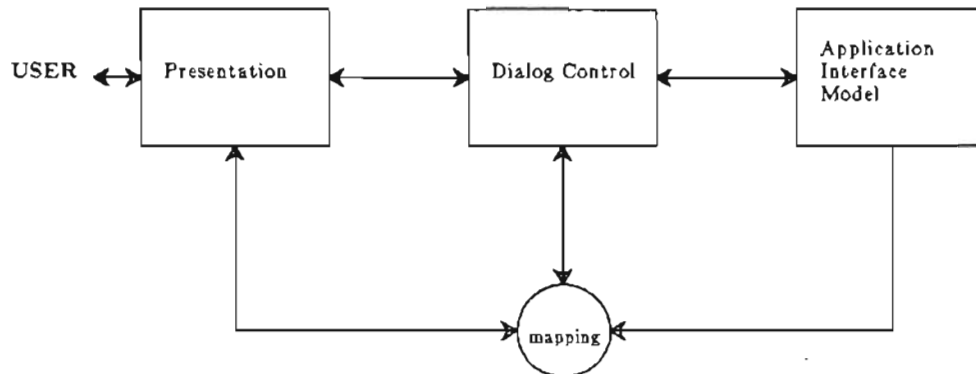 USER
Presentation
Dialog Control
Application
Interface
Model
mapping